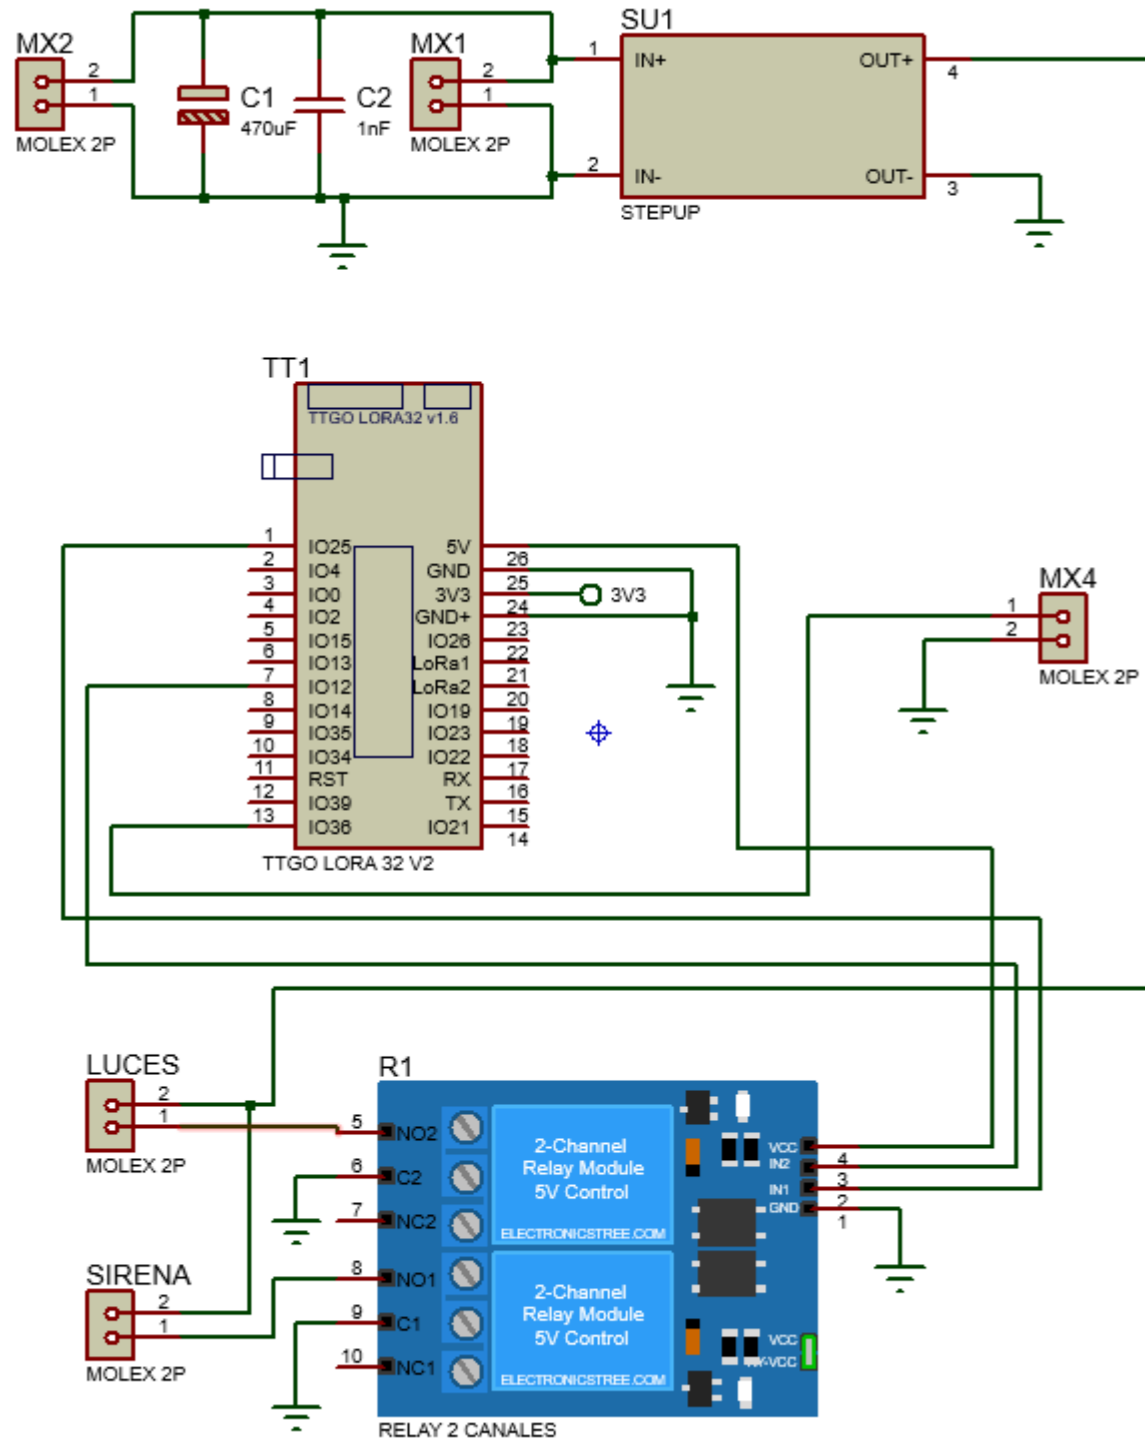 SU1
MX2
MX1
2
1
C1
470uF
C2
1nF
2
1
1
IN+
OUT+
4
2
IN-
OUT-
3
MOLEX 2P
MOLEX 2P
STEPUP
TT1
TTGO LORA32 v1.6
1
IO25
5V
26
2
IO4
GND
25
3
IO0
3V3
24
3V3
4
IO2
GND+
23
5
IO15
IO26
22
6
IO13
LoRa1
21
7
IO12
LoRa2
20
8
IO14
IO19
19
9
IO35
IO23
18
10
IO34
IO22
17
11
RST
RX
16
12
IO39
TX
15
13
IO36
IO21
14
TTGO LORA 32 V2
MX4
1
2
MOLEX 2P
LUCES
2
1
MOLEX 2P
SIRENA
2
1
MOLEX 2P
R1
5
NO2
6
C2
7
NC2
8
NO1
9
C1
10
NC1
2-Channel
Relay Module
5V Control
ELECTRONICSTREE.COM
2-Channel
Relay Module
5V Control
ELECTRONICSTREE.COM
VCC
4
IN2
3
IN1
2
GND
1
VCC
RELAY 2 CANALES